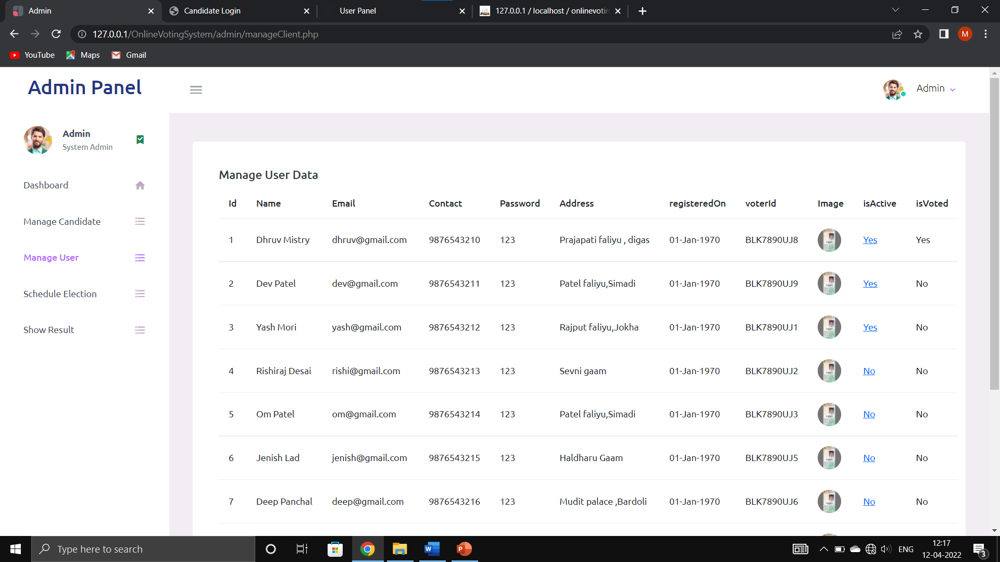 Admin
Candidate Login
User Panel
127.0.0.1 / localhost / onlinevotin
127.0.0.1/OnlineVotingSystem/admin/manageClient.php
M
YouTube
Maps
Gmail
Admin Panel
Admin
Admin
System Admin
Dashboard
Manage Candidate
Manage User
Schedule Election
Show Result
Manage User Data
Id Name Email Contact Password Address registeredOn voterId Image isActive isVoted
1 Dhruv Mistry dhruv@gmail.com 9876543210 123 Prajapati faliyu , digas 01-Jan-1970 BLK7890UJ8 Yes Yes
2 Dev Patel dev@gmail.com 9876543211 123 Patel faliyu,Simadi 01-Jan-1970 BLK7890UJ9 Yes No
3 Yash Mori yash@gmail.com 9876543212 123 Rajput faliyu,Jokha 01-Jan-1970 BLK7890UJ1 Yes No
4 Rishiraj Desai rishi@gmail.com 9876543213 123 Sevni gaam 01-Jan-1970 BLK7890UJ2 No No
5 Om Patel om@gmail.com 9876543214 123 Patel faliyu,Simadi 01-Jan-1970 BLK7890UJ3 No No
6 Jenish Lad jenish@gmail.com 9876543215 123 Haldharu Gaam 01-Jan-1970 BLK7890UJ5 No No
7 Deep Panchal deep@gmail.com 9876543216 123 Mudit palace ,Bardoli 01-Jan-1970 BLK7890UJ6 No No
Type here to search
ENG
12:17
12-04-2022
3